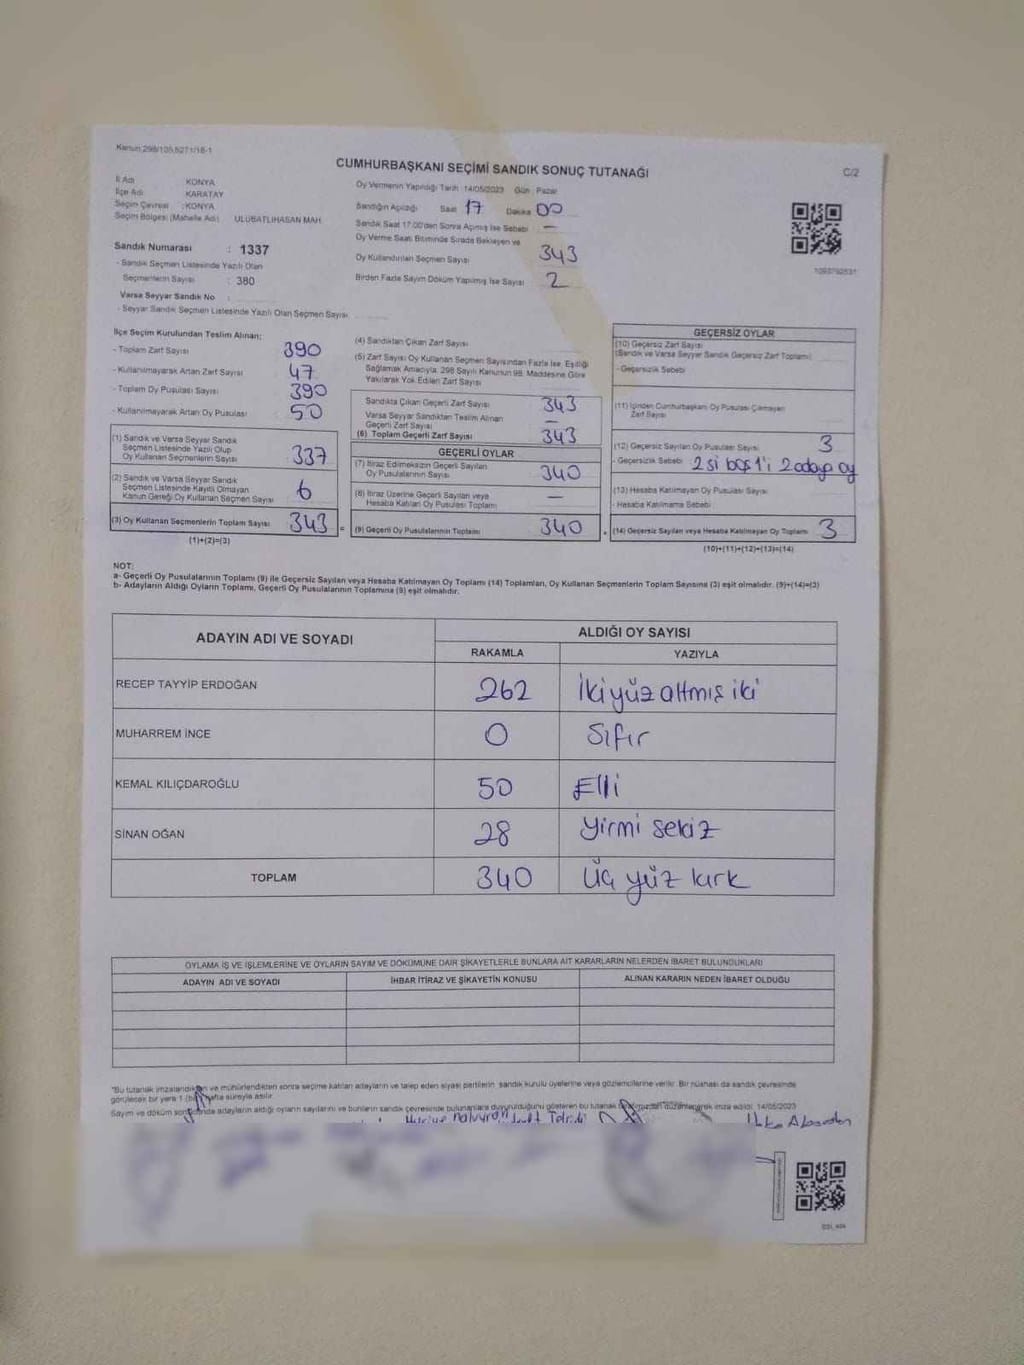 Kanun 298/105,5271/16-1
CUMHURBAŞKANI SEÇİMİ SANDIK SONUÇ TUTANAĞI
C/2
İl Adı KONYA
İlçe Adı KARATAY
Seçim Çevresi : KONYA
Seçim Bölgesi (Mahalle Adı) ULUBATLIHASAN MAH.
Sandık Numarası : 1337
- Sandık Seçmen Listesinde Yazılı Olan
Seçmenlerin Sayısı : 380
Varsa Seyyar Sandık No :
- Seyyar Sandık Seçmen Listesinde Yazılı Olan Seçmen Sayısı
Oy Vermenin Yapıldığı Tarih : 14/05/2023 Gün : Pazar
Sandığın Açıldığı Saat 17 Dakika 00
Sandık Saat 17:00'den Sonra Açılmış İse Sebebi —
Oy Verme Saati Bitiminde Sırada Bekleyen ve
Oy Kullandırılan Seçmen Sayısı 343
Birden Fazla Sayım Döküm Yapılmış İse Sayısı 2
1093792531
İlçe Seçim Kurulundan Teslim Alınan:
- Toplam Zarf Sayısı 390
- Kullanılmayarak Artan Zarf Sayısı 47
- Toplam Oy Pusulası Sayısı 390
- Kullanılmayarak Artan Oy Pusulası 50
(1) Sandık ve Varsa Seyyar Sandık
Seçmen Listesinde Yazılı Olup
Oy Kullanan Seçmenlerin Sayısı 337
(2) Sandık ve Varsa Seyyar Sandık
Seçmen Listesinde Kayıtlı Olmayan
Kanun Gereği Oy Kullanan Seçmen Sayısı 6
(3) Oy Kullanan Seçmenlerin Toplam Sayısı 343 =
(1)+(2)=(3)
(4) Sandıktan Çıkan Zarf Sayısı
(5) Zarf Sayısı Oy Kullanan Seçmen Sayısından Fazla İse, Eşitliği
Sağlamak Amacıyla, 298 Sayılı Kanunun 98. Maddesine Göre
Yakılarak Yok Edilen Zarf Sayısı
Sandıkta Çıkan Geçerli Zarf Sayısı 343
Varsa Seyyar Sandıktan Teslim Alınan
Geçerli Zarf Sayısı —
(6) Toplam Geçerli Zarf Sayısı 343
GEÇERLİ OYLAR
(7) İtiraz Edilmeksizin Geçerli Sayılan
Oy Pusulalarının Sayısı 340
(8) İtiraz Üzerine Geçerli Sayılan veya
Hesaba Katılan Oy Pusulası Toplamı —
(9) Geçerli Oy Pusulalarının Toplamı 340
GEÇERSİZ OYLAR
(10) Geçersiz Zarf Sayısı
(Sandık ve Varsa Seyyar Sandık Geçersiz Zarf Toplamı)
- Geçersizlik Sebebi
(11) İçinden Cumhurbaşkanı Oy Pusulası Çıkmayan
Zarf Sayısı
(12) Geçersiz Sayılan Oy Pusulası Sayısı 3
- Geçersizlik Sebebi 2 si boş 1'i 2 adaya oy
(13) Hesaba Katılmayan Oy Pusulası Sayısı
- Hesaba Katılmama Sebebi
(14) Geçersiz Sayılan veya Hesaba Katılmayan Oy Toplamı 3
(10)+(11)+(12)+(13)=(14)
NOT:
a- Geçerli Oy Pusulalarının Toplamı (9) ile Geçersiz Sayılan veya Hesaba Katılmayan Oy Toplamı (14) Toplamları, Oy Kullanan Seçmenlerin Toplam Sayısına (3) eşit olmalıdır. (9)+(14)=(3)
b- Adayların Aldığı Oyların Toplamı, Geçerli Oy Pusulalarının Toplamına (9) eşit olmalıdır.
ADAYIN ADI VE SOYADI
ALDIĞI OY SAYISI
RAKAMLA YAZIYLA
RECEP TAYYİP ERDOĞAN 262 İkiyüz altmış iki
MUHARREM İNCE 0 Sıfır
KEMAL KILIÇDAROĞLU 50 Elli
SİNAN OĞAN 28 Yirmi sekiz
TOPLAM 340 Üç yüz kırk
OYLAMA İŞ VE İŞLEMLERİNE VE OYLARIN SAYIM VE DÖKÜMÜNE DAİR ŞİKAYETLERLE BUNLARA AİT KARARLARIN NELERDEN İBARET BULUNDUKLARI
ADAYIN ADI VE SOYADI İHBAR İTİRAZ VE ŞİKAYETİN KONUSU ALINAN KARARIN NEDEN İBARET OLDUĞU
"Bu tutanak imzalandıktan ve mühürlendikten sonra seçime katılan adayların ve talep eden siyasi partilerin sandık kurulu üyelerine veya gözlemcilerine verilir. Bir nüshası da sandık çevresinde
görülecek bir yere 1 (bir) hafta süreyle asılır.
Sayım ve döküm sonucunda adayların aldığı oyların sayılarını ve bunların sandık çevresinde bulunanlara duyurulduğunu gösteren bu tutanak tarafımızdan düzenlenerek imza edildi. 14/05/2023